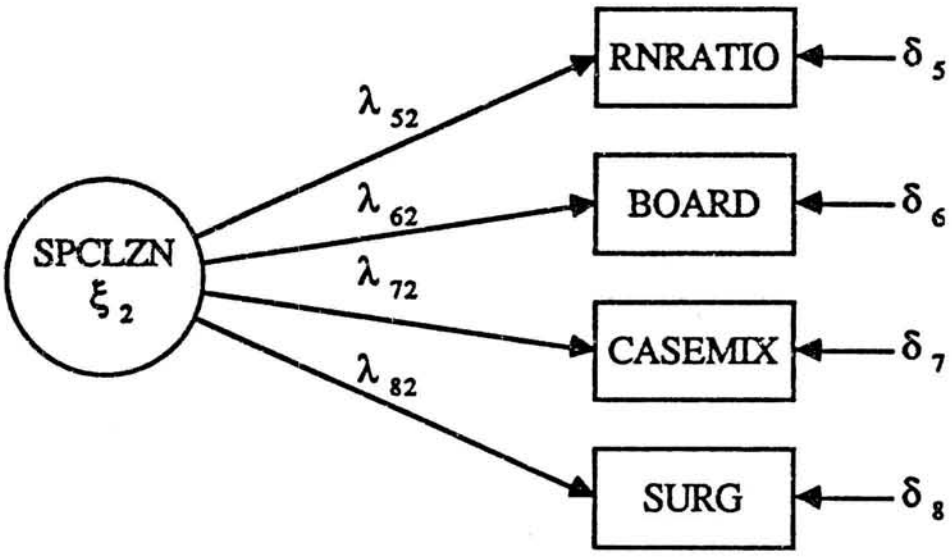 RNRATIO
δ 5
λ 52
BOARD
δ 6
λ 62
SPCLZN
ξ 2
λ 72
CASEMIX
δ 7
λ 82
SURG
δ 8